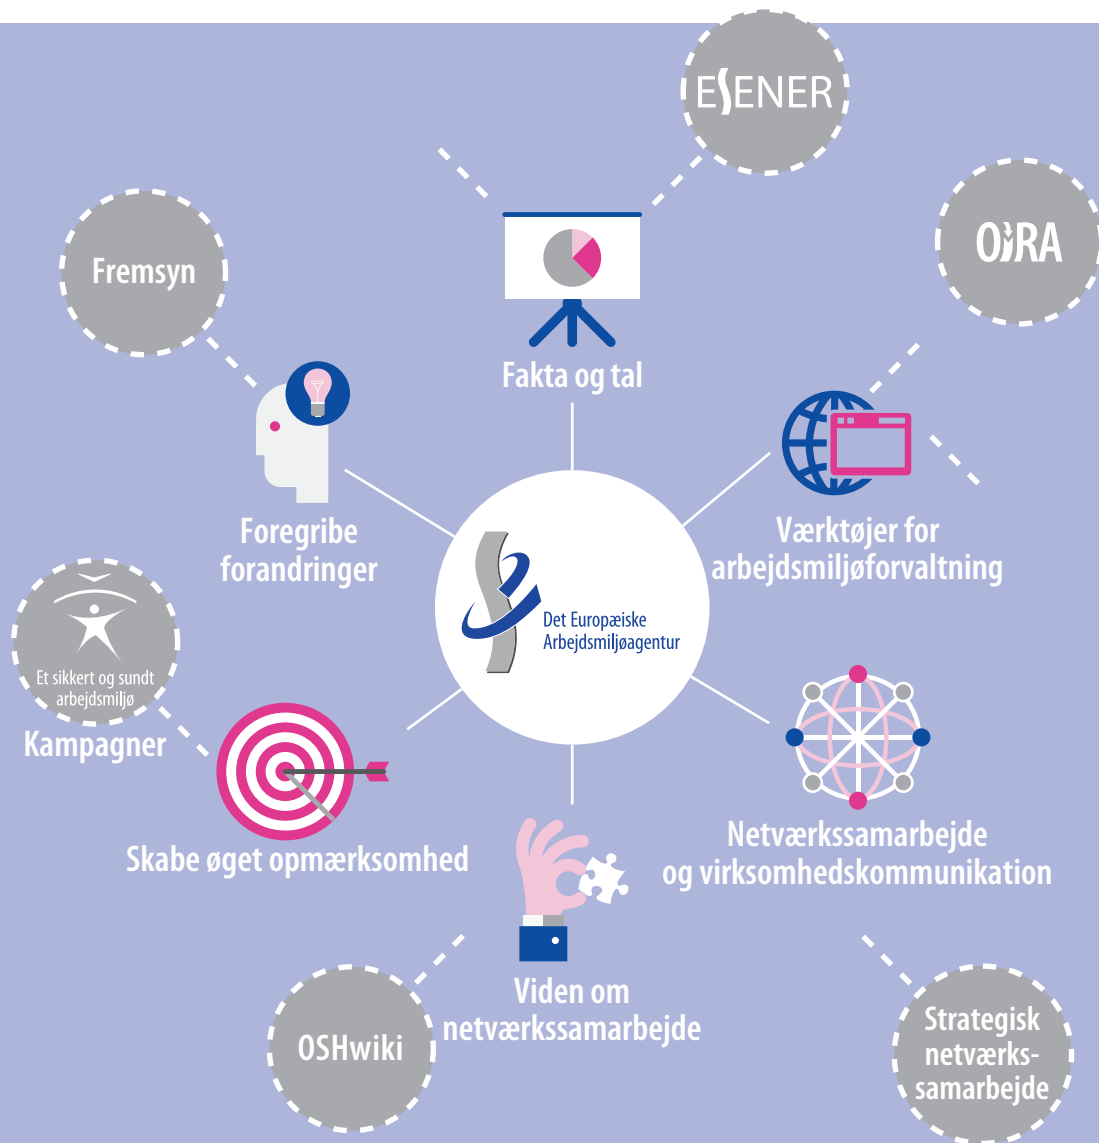 ESENER
OiRA
Fremsyn
Fakta og tal
Foregribe
forandringer
Værktøjer for
arbejdsmiljøforvaltning
Det Europæiske
Arbejdsmiljøagentur
Et sikkert og sundt
arbejdsmiljø
Kampagner
Skabe øget opmærksomhed
Netværkssamarbejde
og virksomhedskommunikation
Viden om
netværkssamarbejde
OSHwiki
Strategisk
netværks-
samarbejde